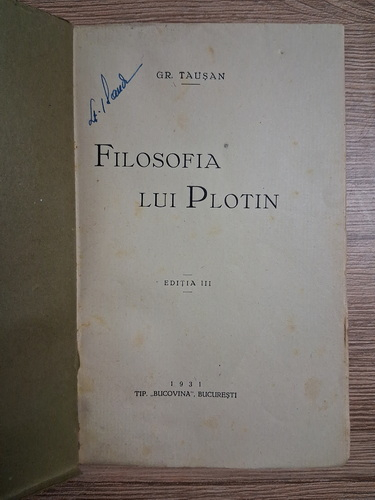 GR. TAUȘAN
FILOSOFIA
LUI PLOTIN
EDIȚIA III
1931
TIP. „BUCOVINA”, BUCUREȘTI